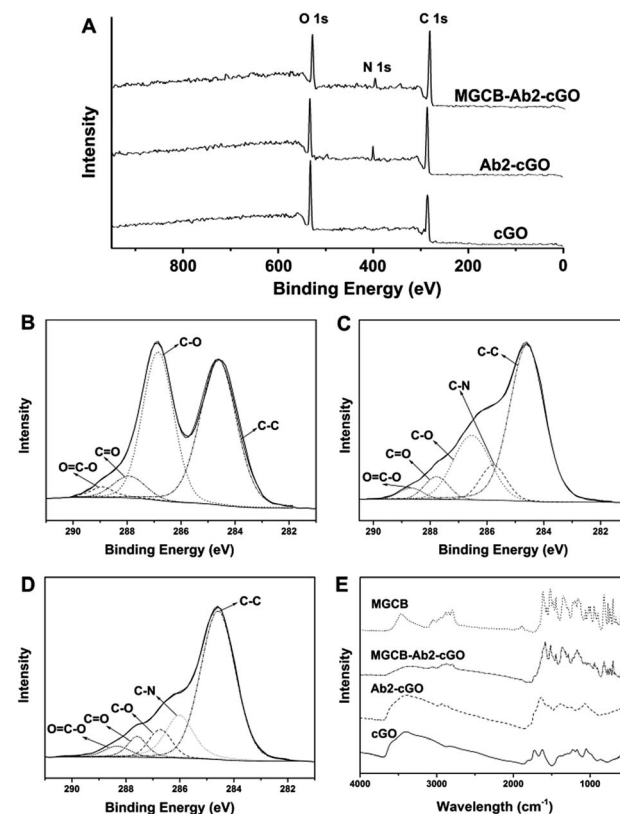 A
O 1s
C 1s
N 1s
MGCB-Ab2-cGO
Ab2-cGO
cGO
Intensity
800 600 400 200 0
Binding Energy (eV)
B
C-O
C=O
O=C-O
C-C
Intensity
290 288 286 284 282
Binding Energy (eV)
C
C-C
C-N
C-O
C=O
O=C-O
Intensity
290 288 286 284 282
Binding Energy (eV)
D
C-C
C-N
C-O
C=O
O=C-O
Intensity
290 288 286 284 282
Binding Energy (eV)
E
MGCB
MGCB-Ab2-cGO
Ab2-cGO
cGO
Intensity
4000 3000 2000 1000
Wavelength (cm-1)